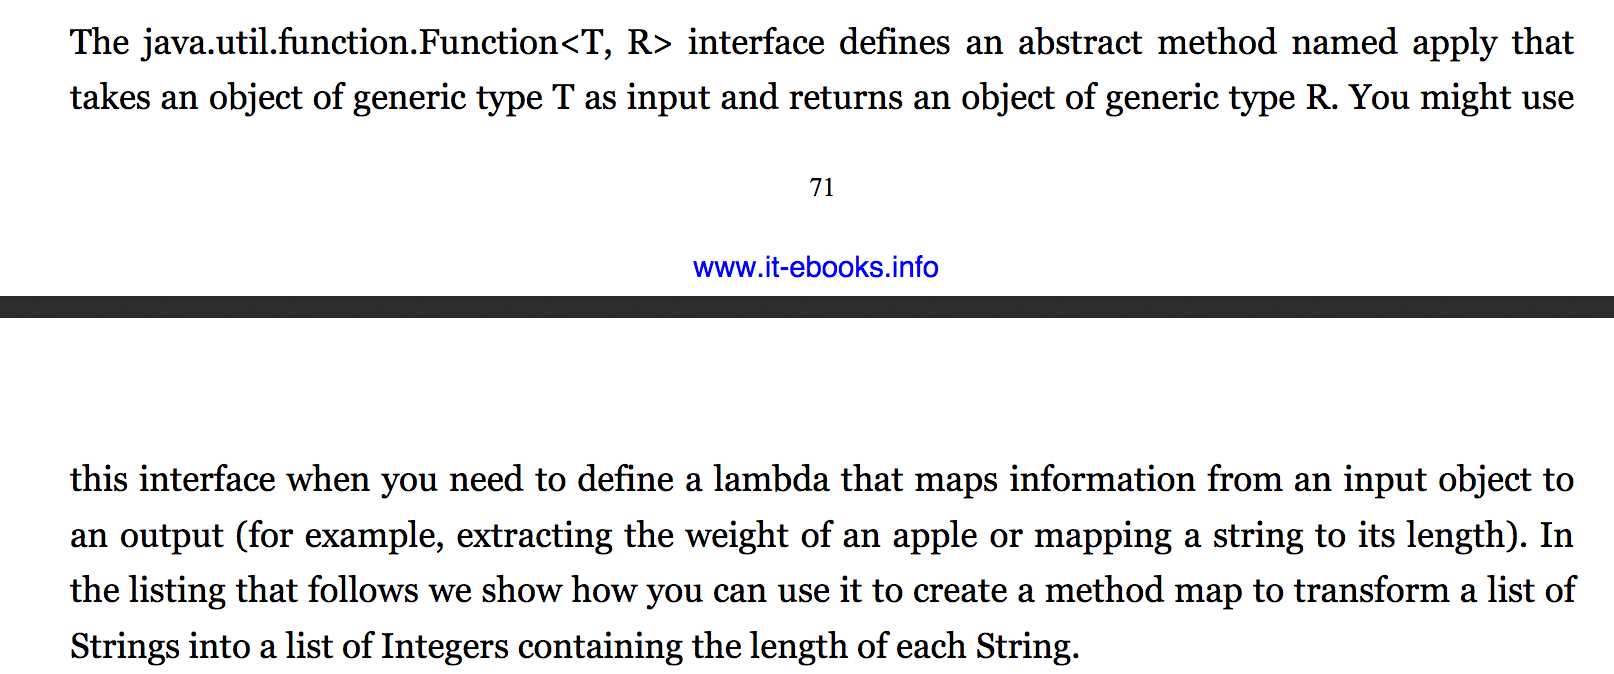 The java.util.function.Function<T, R> interface defines an abstract method named apply that
takes an object of generic type T as input and returns an object of generic type R. You might use
71
www.it-ebooks.info
this interface when you need to define a lambda that maps information from an input object to
an output (for example, extracting the weight of an apple or mapping a string to its length). In
the listing that follows we show how you can use it to create a method map to transform a list of
Strings into a list of Integers containing the length of each String.